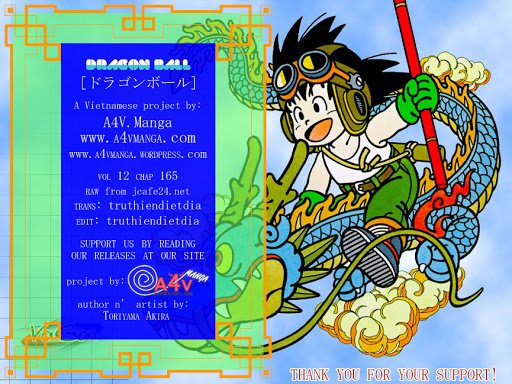 DRAGON BALL
[ドラゴンボール]
A Vietnamese project by:
A4V.Manga
www.A4VMANGA.com
www.A4VMANGA.WORDPRESS.com
VOL 12 CHAP 165
RAW from jcafe24.net
TRANS: truthiendietdia
EDIT: truthiendietdia
SUPPORT US BY READING
OUR RELEASES AT OUR SITE
project by: A4V MANGA
author n' artist by:
TORIYAMA AKIRA
THANK YOU FOR YOUR SUPPORT!